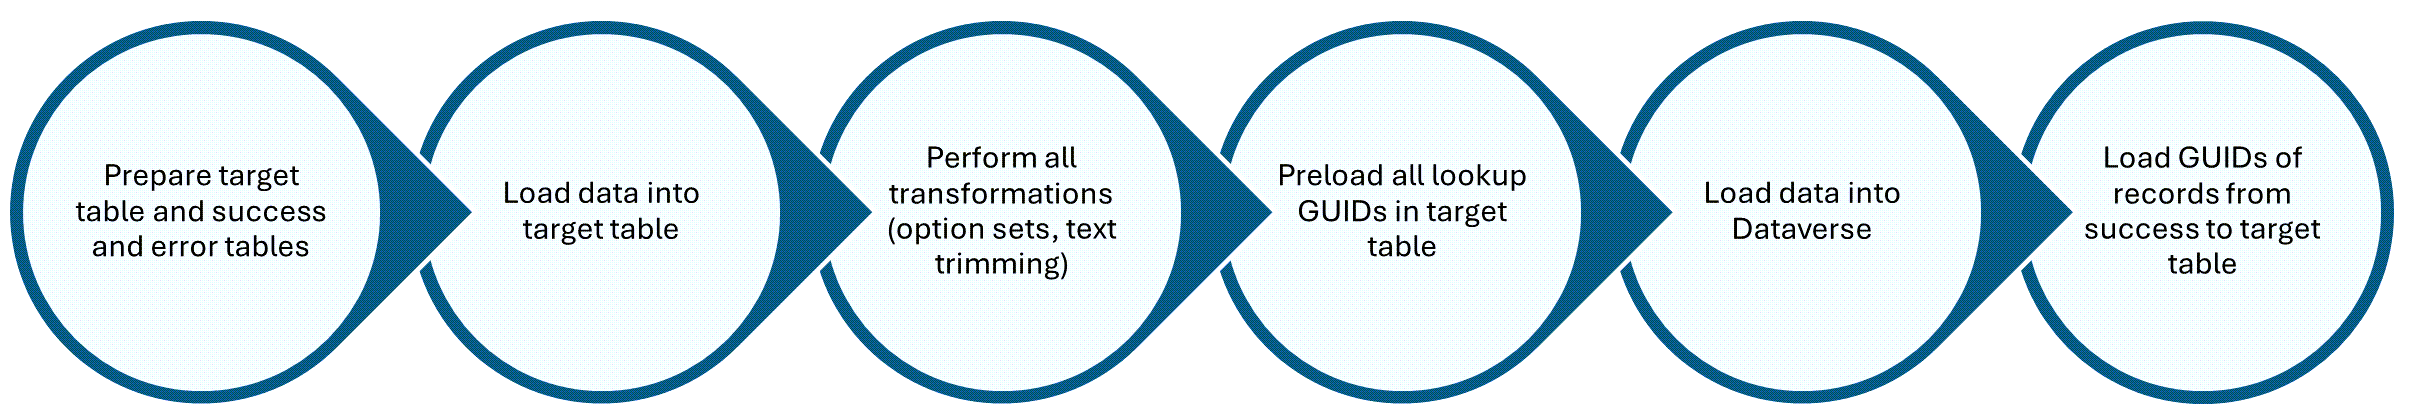 Prepare target
table and success
and error tables
Load data into
target table
Perform all
transformations
(option sets, text
trimming)
Preload all lookup
GUIDs in target
table
Load data into
Dataverse
Load GUIDs of
records from
success to target
table